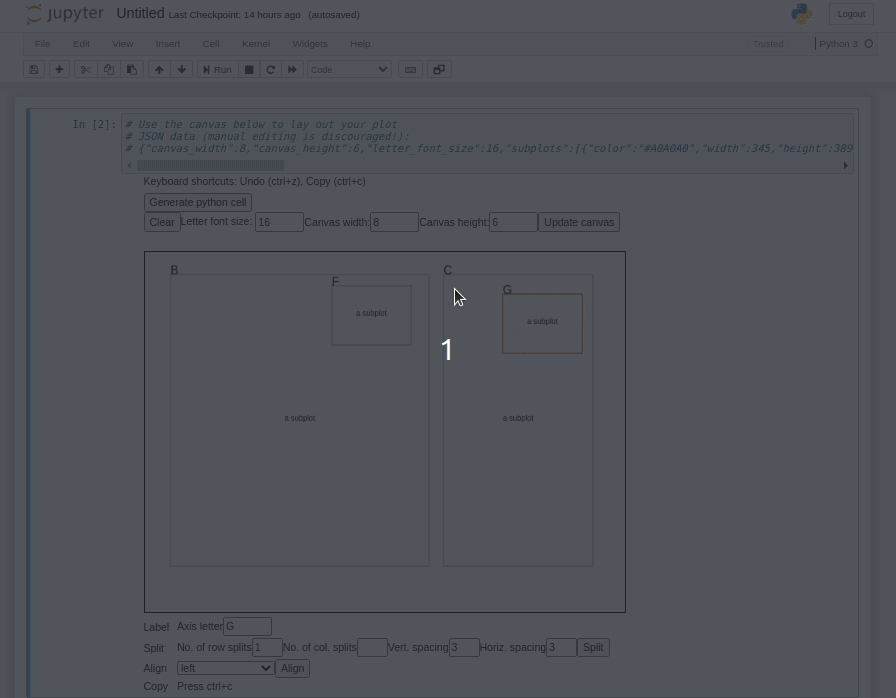 jupyter Untitled Last Checkpoint: 14 hours ago (autosaved) Logout
File Edit View Insert Cell Kernel Widgets Help Trusted Python 3
Run Code
In [2]: # Use the canvas below to lay out your plot
# JSON data (manual editing is discouraged!):
# {"canvas_width":8,"canvas_height":6,"letter_font_size":16,"subplots":[{"color":"#A0A0A0","width":345,"height":389
Keyboard shortcuts: Undo (ctrl+z), Copy (ctrl+c)
Generate python cell
Clear Letter font size: 16 Canvas width: 8 Canvas height: 6 Update canvas
B C
F
G
a subplot
a subplot
1
a subplot a subplot
Label Axis letter G
Split No. of row splits 1 No. of col. splits Vert. spacing 3 Horiz. spacing 3 Split
Align left Align
Copy Press ctrl+c